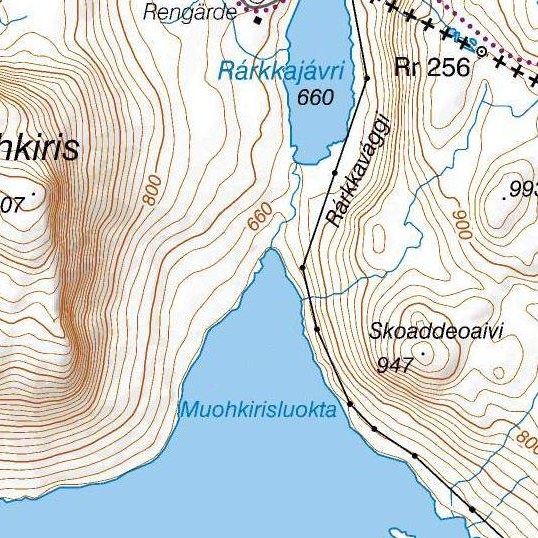 Rengärde
Rárkkajávri
660
Rr 256
hkiris
Rárkkavággi
07
800
993
660
900
Skoaddeoaivi
947
Muohkirisluokta
800